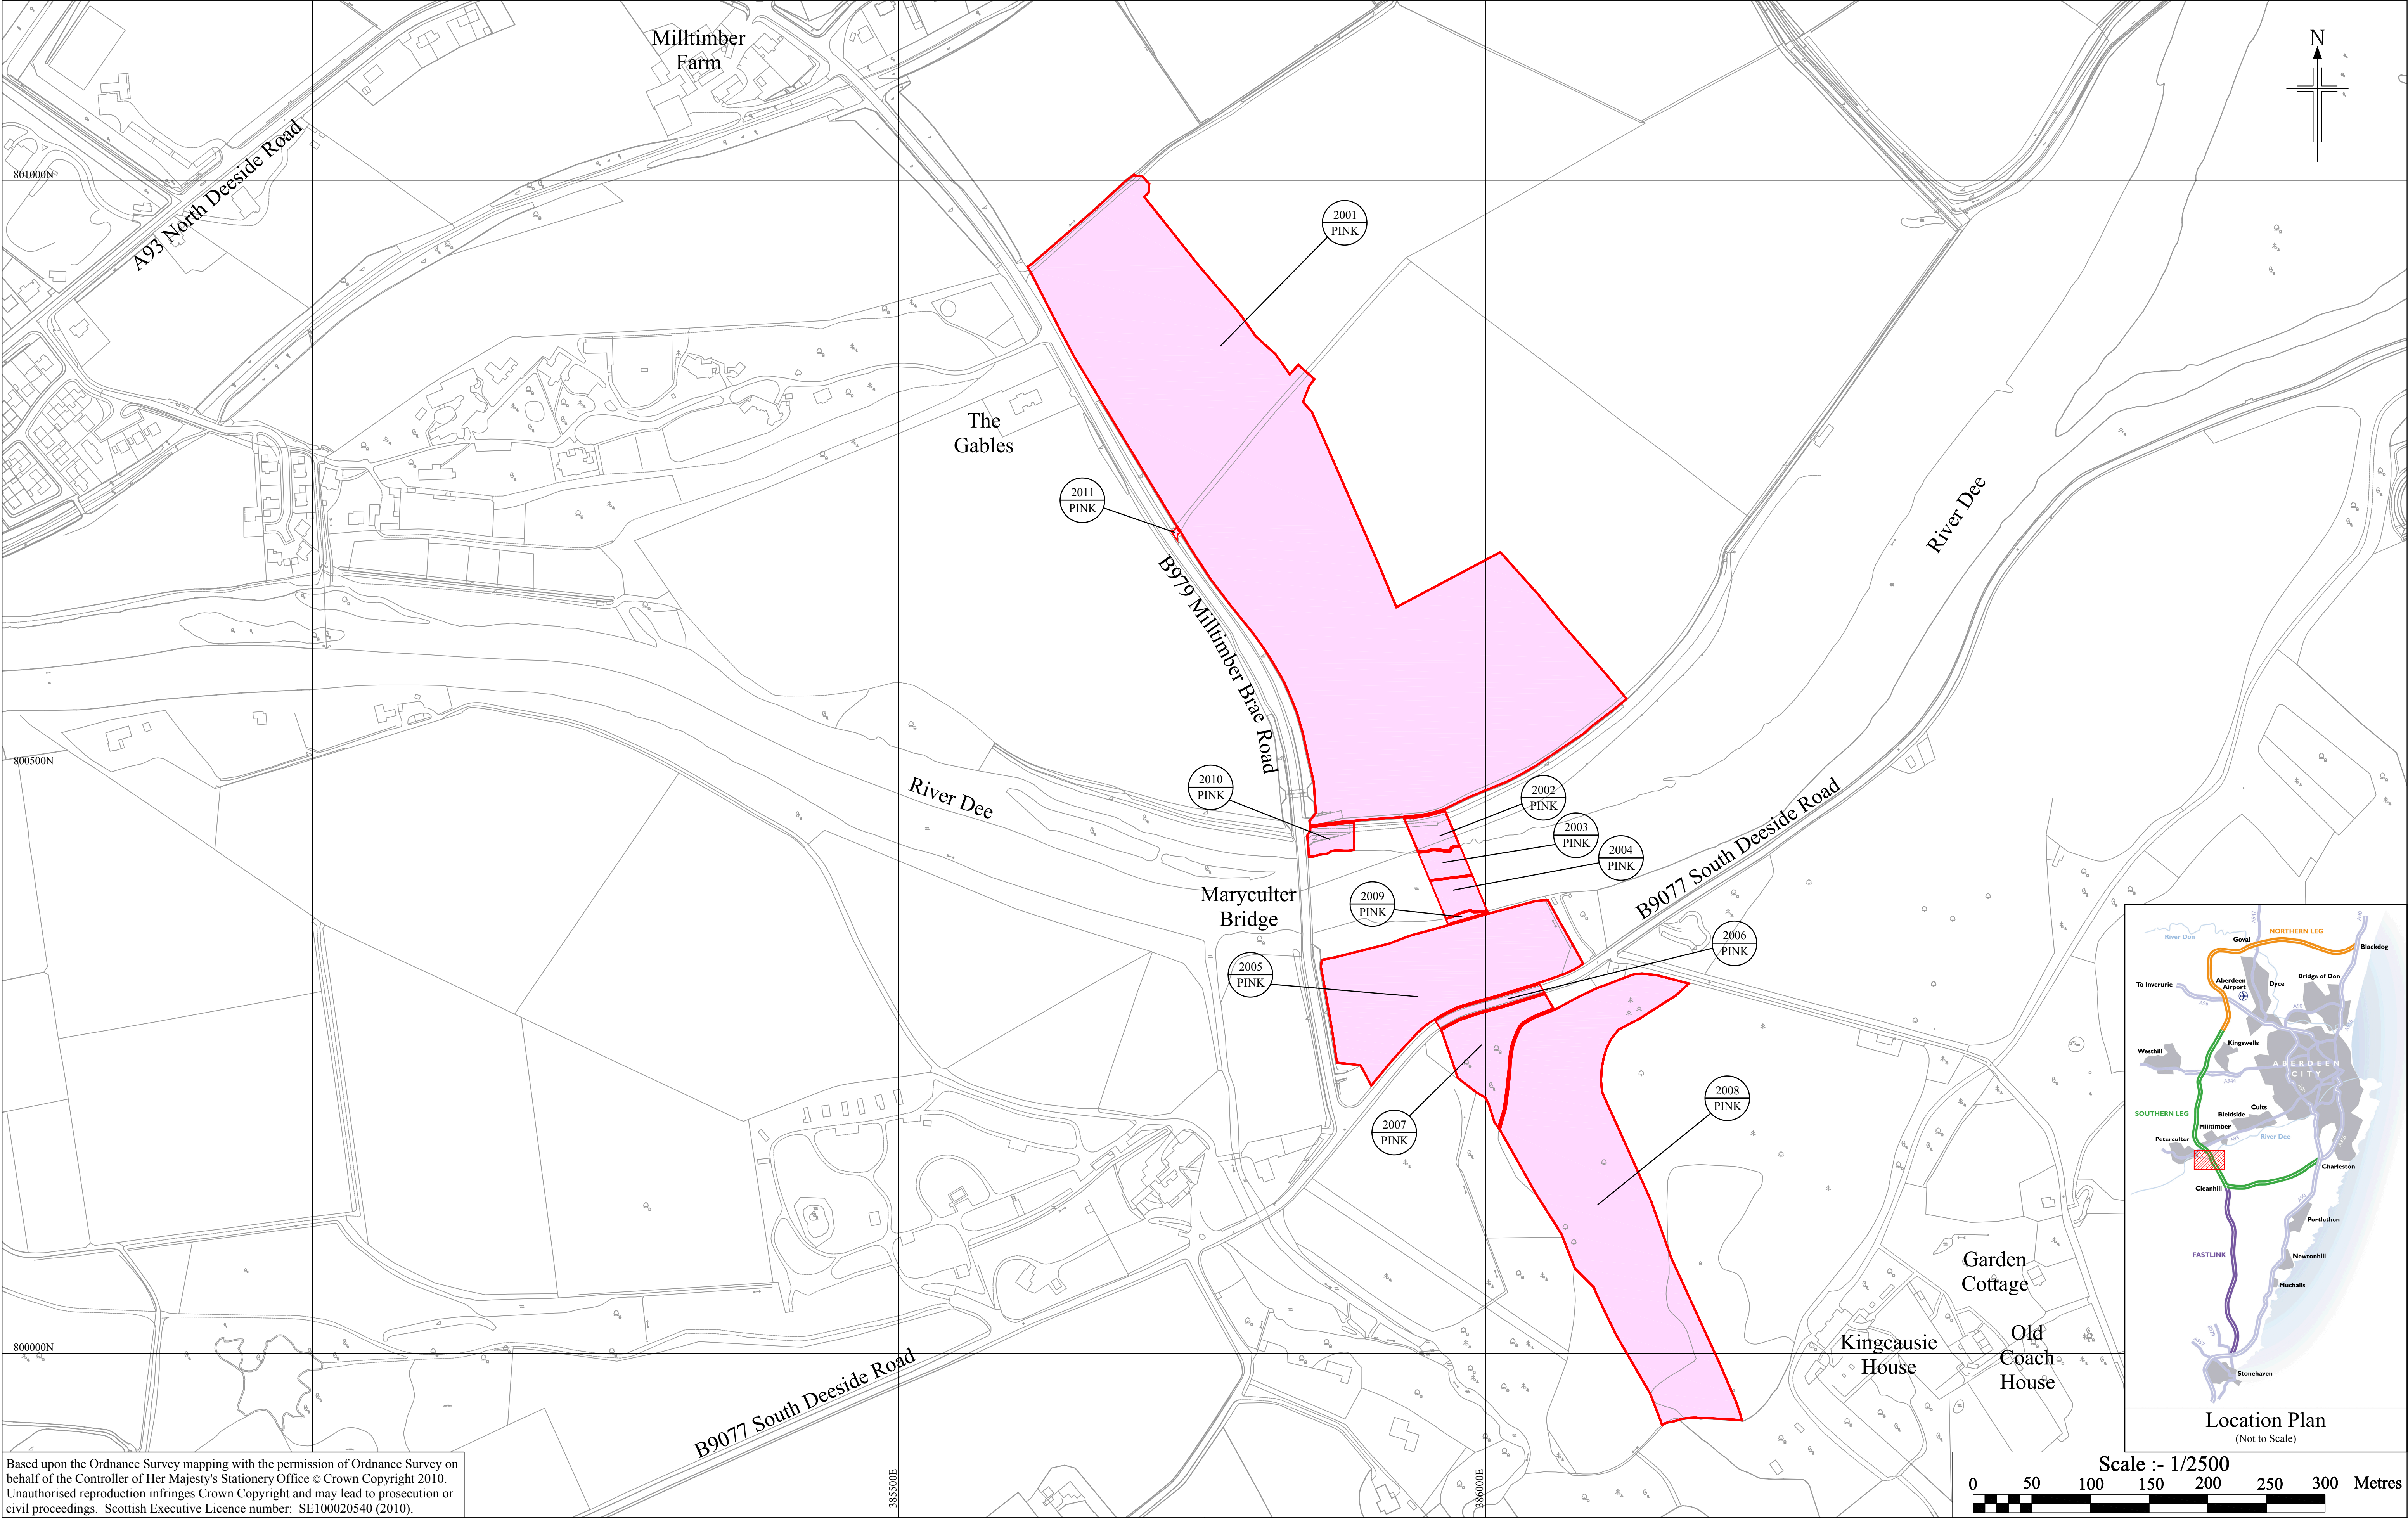 Milltimber
Farm
N
801000N
A93 North Deeside Road
2001
PINK
The
Gables
2011
PINK
River Dee
B979 Milltimber Brae Road
800500N
2010
PINK
River Dee
2002
PINK
2003
PINK
2004
PINK
B9077 South Deeside Road
Maryculter
Bridge
2009
PINK
2006
PINK
2005
PINK
2007
PINK
2008
PINK
Garden
Cottage
Kingcausie
House
Old
Coach
House
800000N
B9077 South Deeside Road
385500E
386000E
River Don
Goval
NORTHERN LEG
Blackdog
To Inverurie
Aberdeen
Airport
Dyce
Bridge of Don
A96
Westhill
Kingswells
ABERDEEN
CITY
A944
SOUTHERN LEG
Bieldside
Cults
Milltimber
Peterculter
A93
River Dee
Charleston
Cleanhill
A90
Portlethen
FASTLINK
Newtonhill
Muchalls
A957
Stonehaven
Location Plan
(Not to Scale)
Based upon the Ordnance Survey mapping with the permission of Ordnance Survey on
behalf of the Controller of Her Majesty's Stationery Office © Crown Copyright 2010.
Unauthorised reproduction infringes Crown Copyright and may lead to prosecution or
civil proceedings. Scottish Executive Licence number: SE100020540 (2010).
Scale :- 1/2500
0 50 100 150 200 250 300 Metres